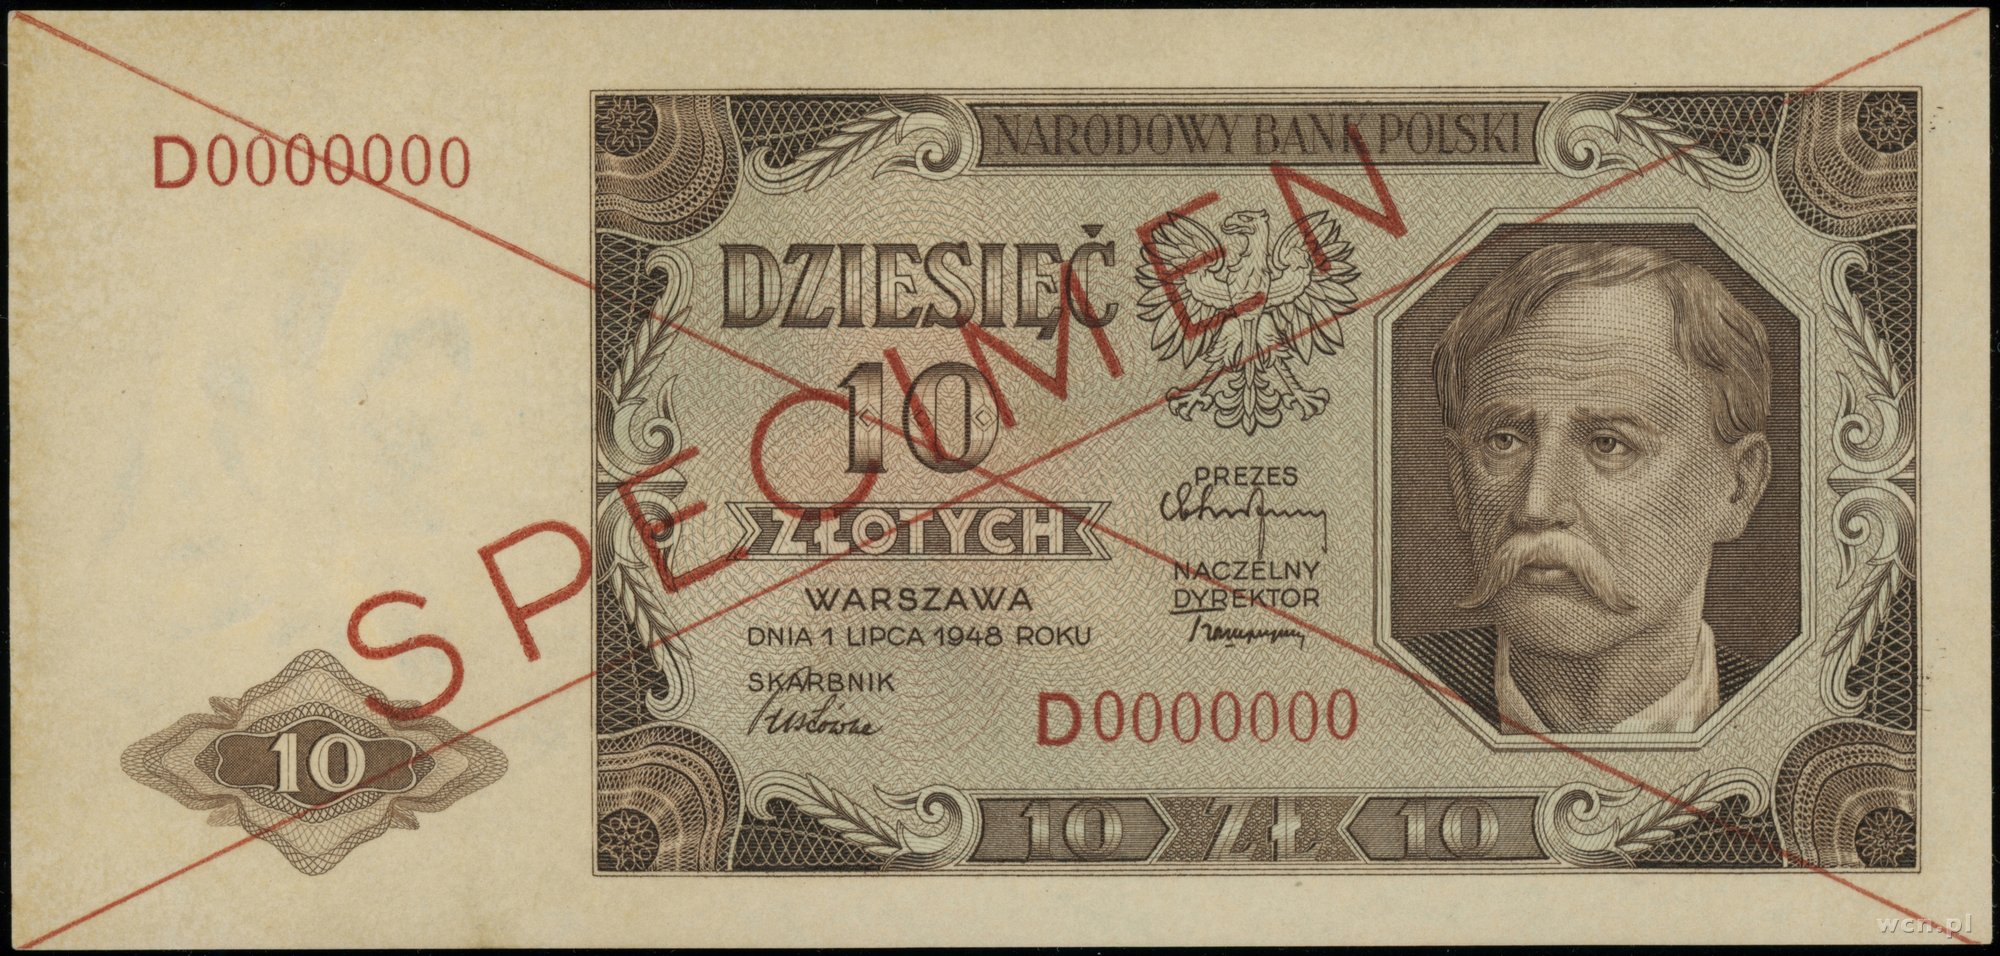 NARODOWY BANK POLSKI
D0000000
DZIESIĘĆ
10
ZŁOTYCH
SPECIMEN
PREZES
NACZELNY
DYREKTOR
WARSZAWA
DNIA 1 LIPCA 1948 ROKU
SKARBNIK
D0000000
10
10 ZŁ 10
wcn.pl